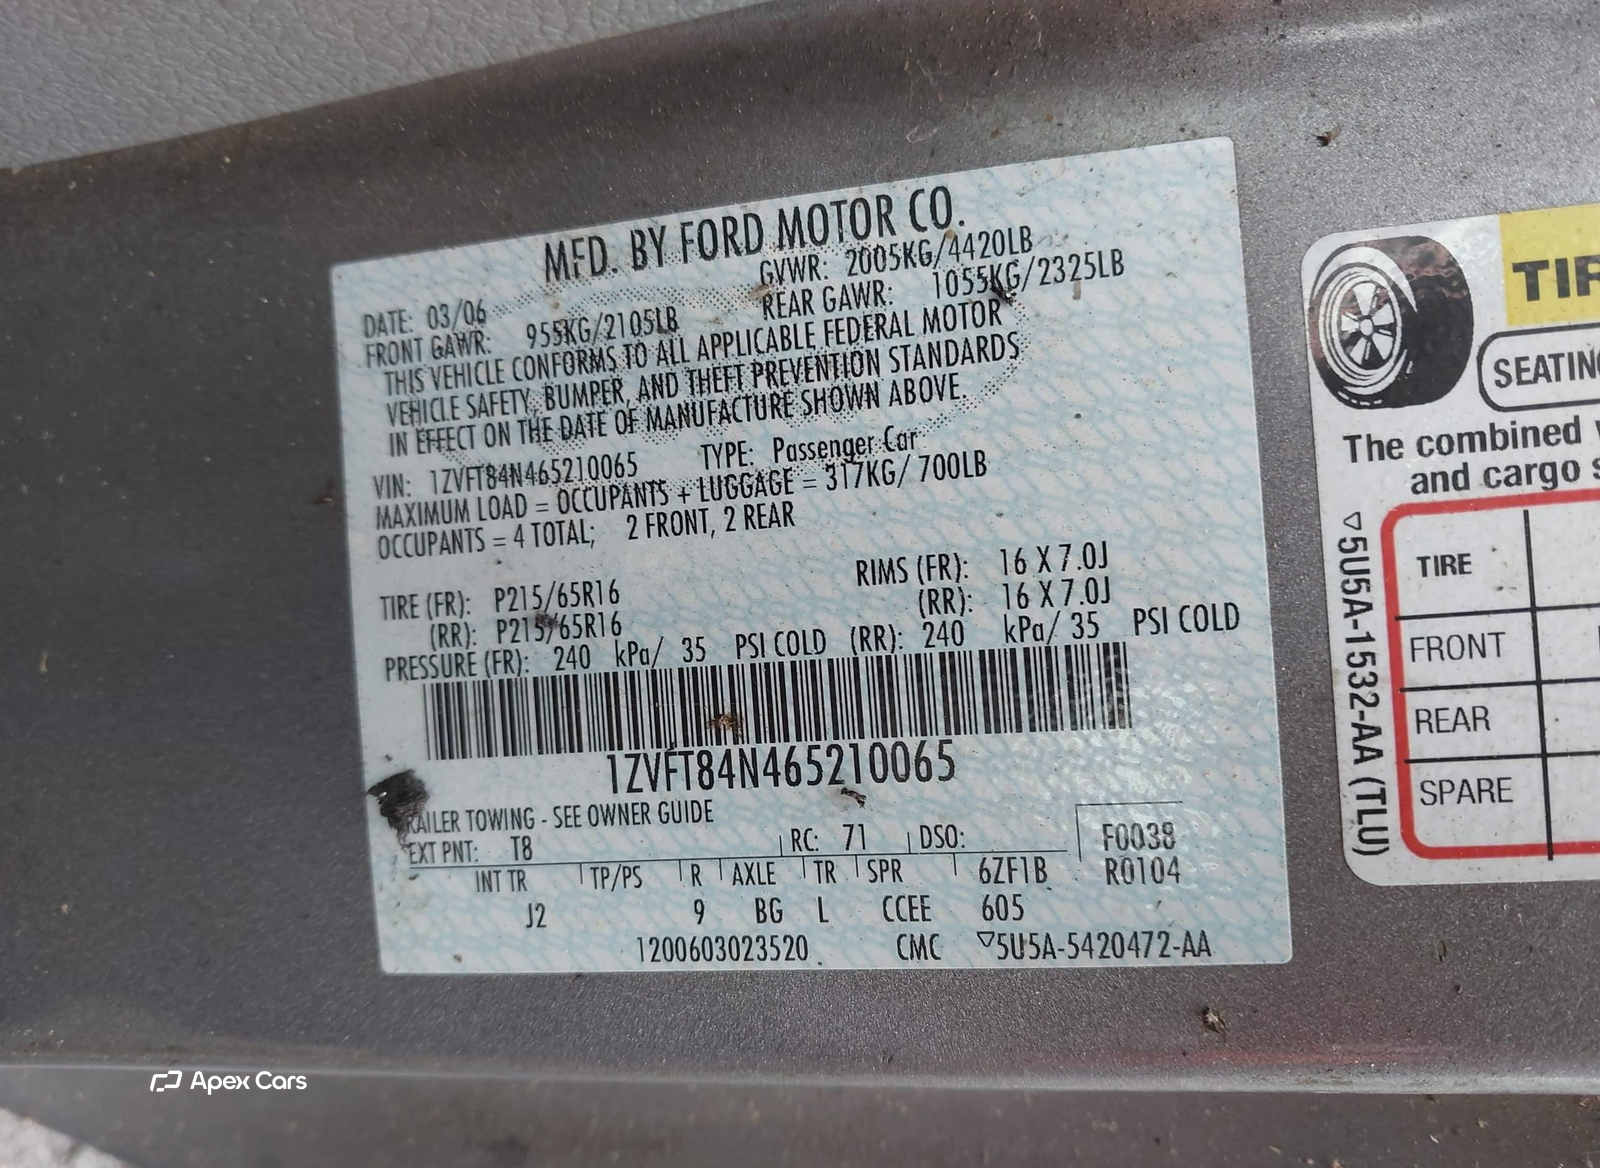 MFD. BY FORD MOTOR CO.
DATE: 03/06 GVWR: 2005KG/4420LB
FRONT GAWR: 955KG/2105LB REAR GAWR: 1055KG/2325LB
THIS VEHICLE CONFORMS TO ALL APPLICABLE FEDERAL MOTOR
VEHICLE SAFETY, BUMPER, AND THEFT PREVENTION STANDARDS
IN EFFECT ON THE DATE OF MANUFACTURE SHOWN ABOVE.
VIN: 1ZVFT84N465210065 TYPE: Passenger Car
MAXIMUM LOAD = OCCUPANTS + LUGGAGE = 317KG/ 700LB
OCCUPANTS = 4 TOTAL; 2 FRONT, 2 REAR
TIRE (FR): P215/65R16 RIMS (FR): 16 X 7.0J
(RR): P215/65R16 (RR): 16 X 7.0J
PRESSURE (FR): 240 kPa/ 35 PSI COLD (RR): 240 kPa/ 35 PSI COLD
1ZVFT84N465210065
RAILER TOWING - SEE OWNER GUIDE
EXT PNT: T8 RC: 71 DSO: F0038
INT TR TP/PS R AXLE TR SPR 6ZF1B R0104
J2 9 BG L CCEE 605
1200603023520 CMC ▽5U5A-5420472-AA
TIR
SEATING
The combined
and cargo s
▽5U5A-1532-AA (TLU)
TIRE
FRONT
REAR
SPARE
Apex Cars